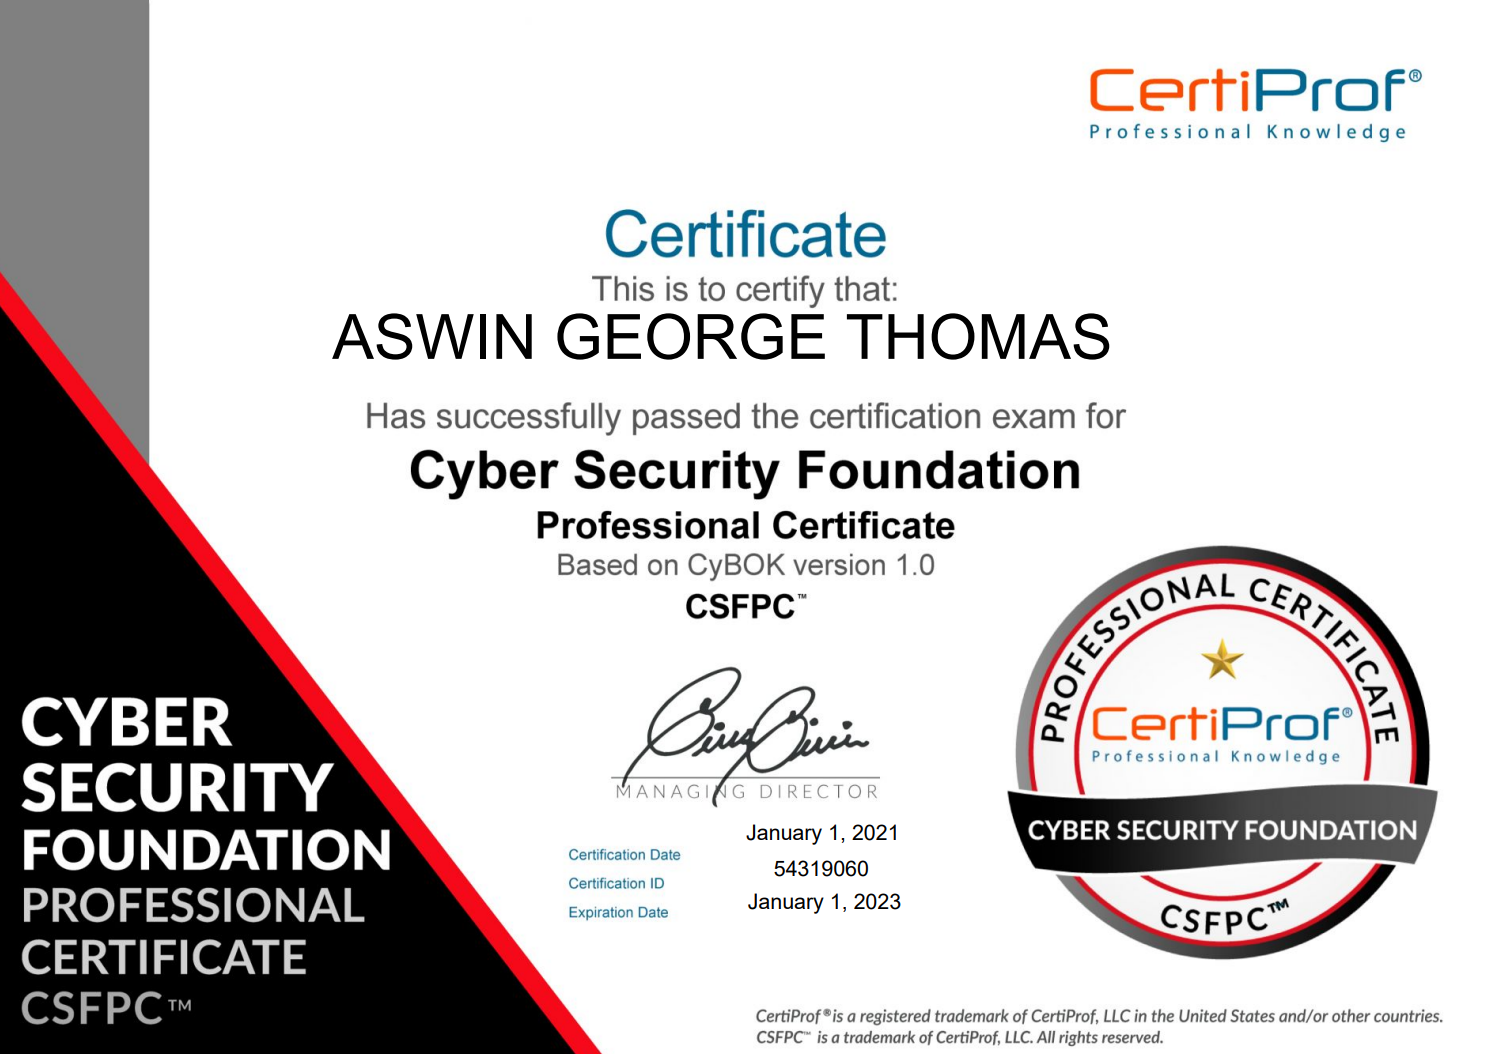 CertiProf®
Professional Knowledge
Certificate
This is to certify that:
ASWIN GEORGE THOMAS
Has successfully passed the certification exam for
Cyber Security Foundation
Professional Certificate
Based on CyBOK version 1.0
CSFPC™
MANAGING DIRECTOR
Certification Date January 1, 2021
Certification ID 54319060
Expiration Date January 1, 2023
CYBER
SECURITY
FOUNDATION
PROFESSIONAL
CERTIFICATE
CSFPC™
PROFESSIONAL CERTIFICATE
CertiProf®
Professional Knowledge
CYBER SECURITY FOUNDATION
CSFPC™
CertiProf® is a registered trademark of CertiProf, LLC in the United States and/or other countries.
CSFPC™ is a trademark of CertiProf, LLC. All rights reserved.